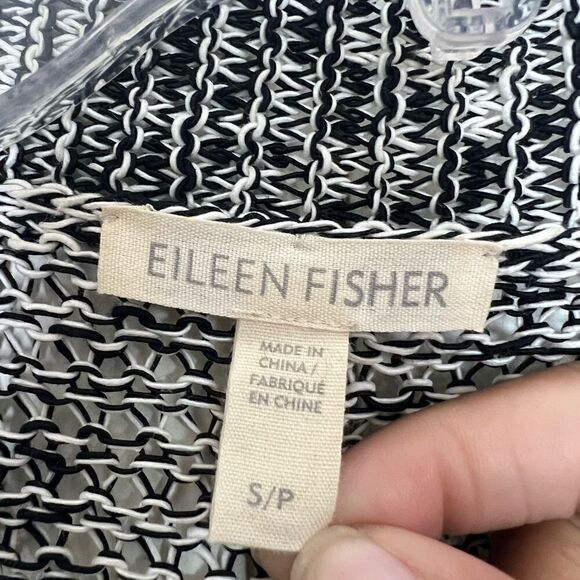 EILEEN FISHER
MADE IN
CHINA/
FABRIQUÉ
EN CHINE
S/P